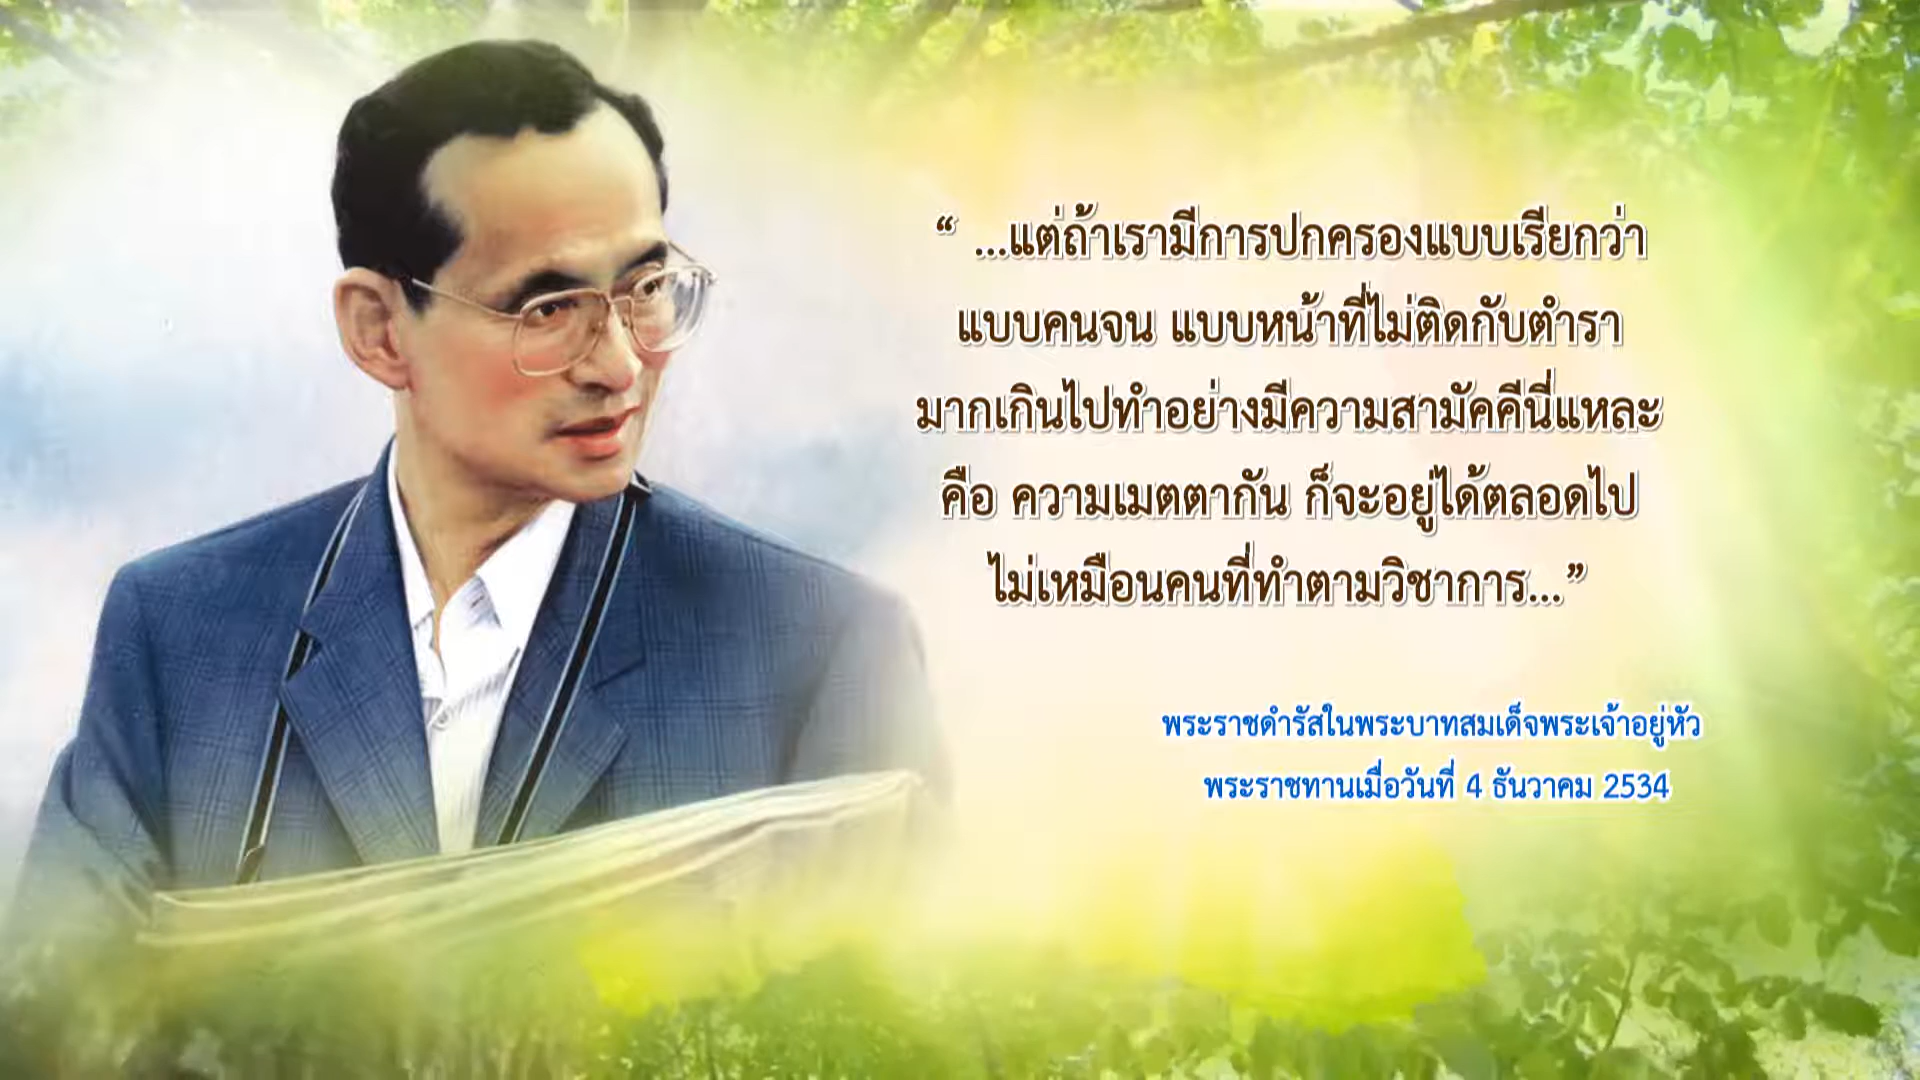 “ ...แต่ถ้าเรามีการปกครองแบบเรียกว่า
แบบคนจน แบบหน้าที่ไม่ติดกับตำรา
มากเกินไปทำอย่างมีความสามัคคีนี่แหละ
คือ ความเมตตากัน ก็จะอยู่ได้ตลอดไป
ไม่เหมือนคนที่ทำตามวิชาการ...”
พระราชดำรัสในพระบาทสมเด็จพระเจ้าอยู่หัว
พระราชทานเมื่อวันที่ 4 ธันวาคม 2534